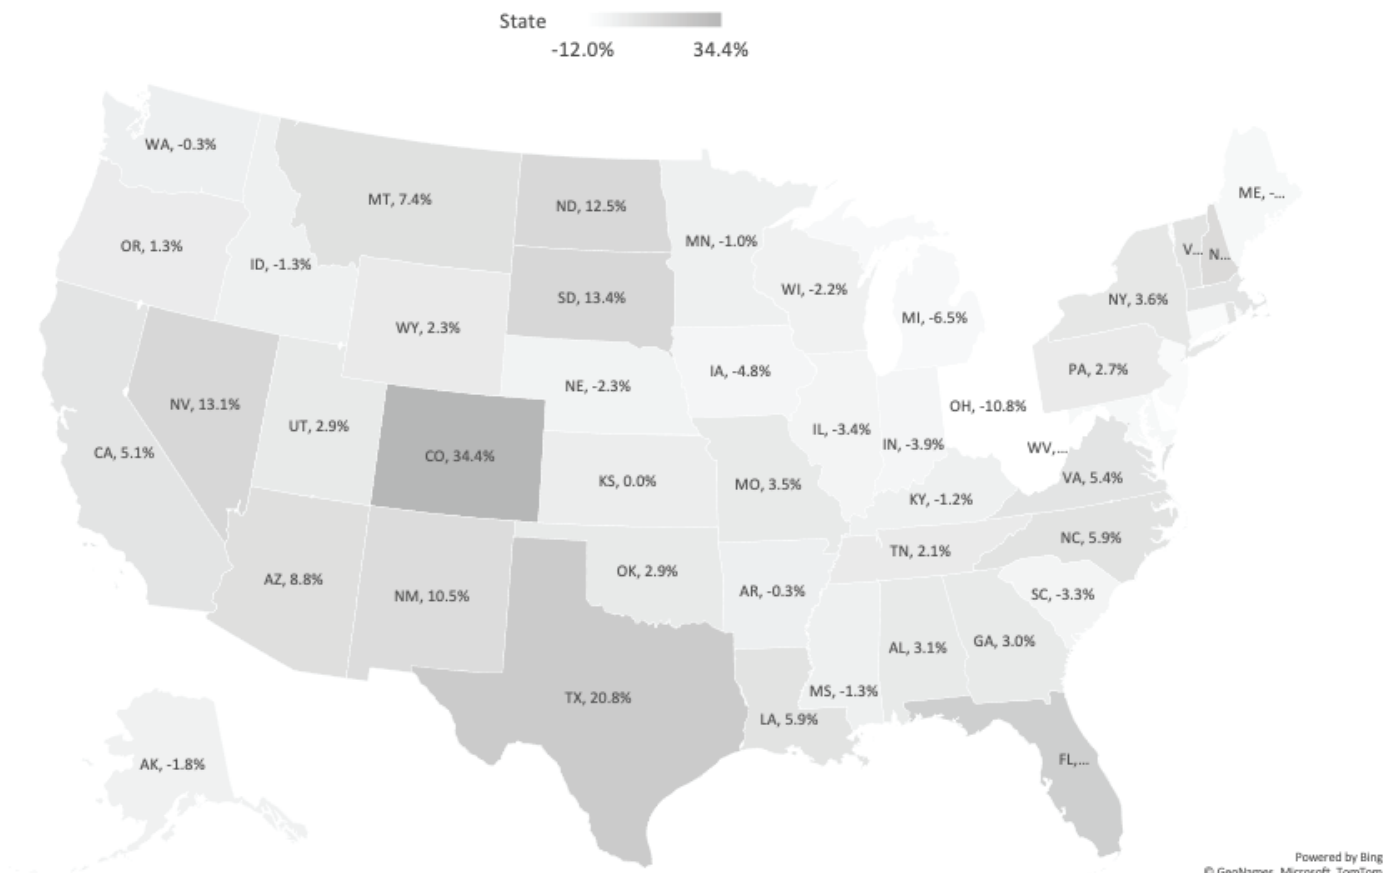 State
-12.0% 34.4%
WA, -0.3%
MT, 7.4%
ND, 12.5%
ME, -...
OR, 1.3%
ID, -1.3%
MN, -1.0%
V...
N...
SD, 13.4%
WI, -2.2%
NY, 3.6%
WY, 2.3%
MI, -6.5%
IA, -4.8%
PA, 2.7%
NE, -2.3%
NV, 13.1%
OH, -10.8%
UT, 2.9%
IL, -3.4%
IN, -3.9%
CA, 5.1%
CO, 34.4%
WV,...
KS, 0.0%
MO, 3.5%
VA, 5.4%
KY, -1.2%
NC, 5.9%
TN, 2.1%
AZ, 8.8%
NM, 10.5%
OK, 2.9%
AR, -0.3%
SC, -3.3%
AL, 3.1%
GA, 3.0%
TX, 20.8%
MS, -1.3%
LA, 5.9%
AK, -1.8%
FL,...
Powered by Bing
© GeoNames, Microsoft, TomTom